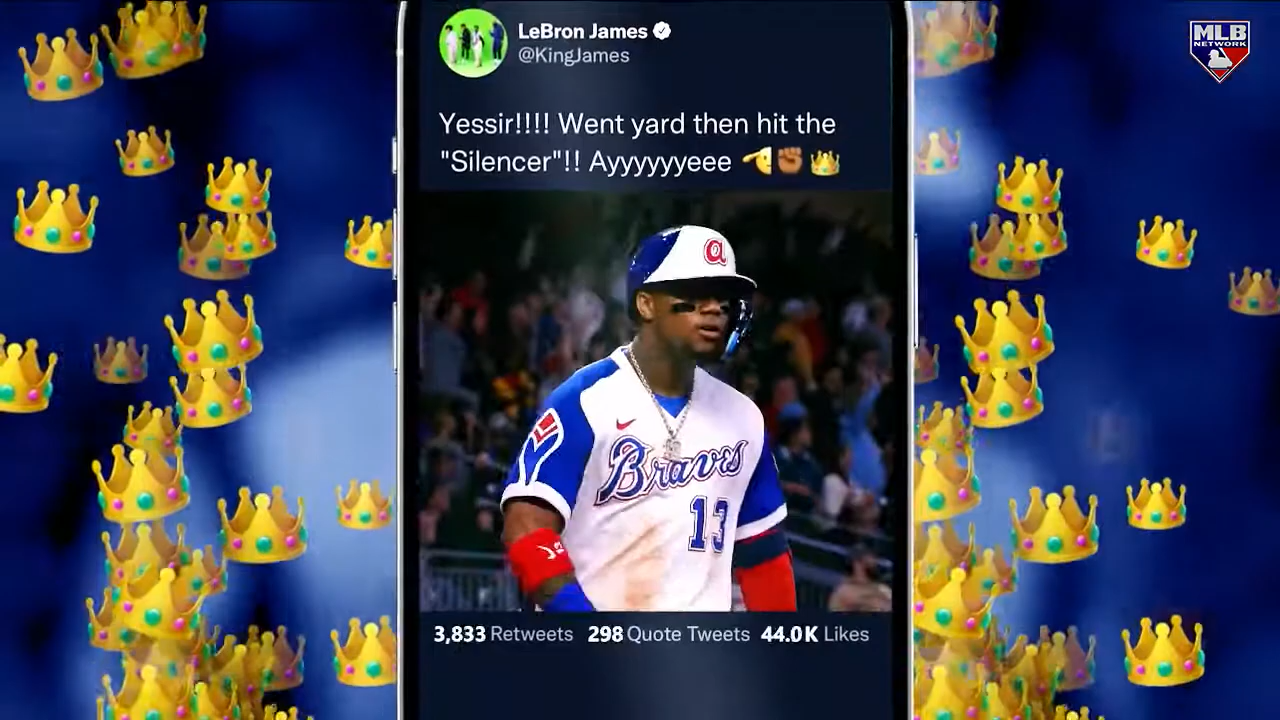 LeBron James
@KingJames
MLB
NETWORK
Yessir!!!! Went yard then hit the
"Silencer"!! Ayyyyyyeee
a
Braves
13
3,833 Retweets 298 Quote Tweets 44.0K Likes